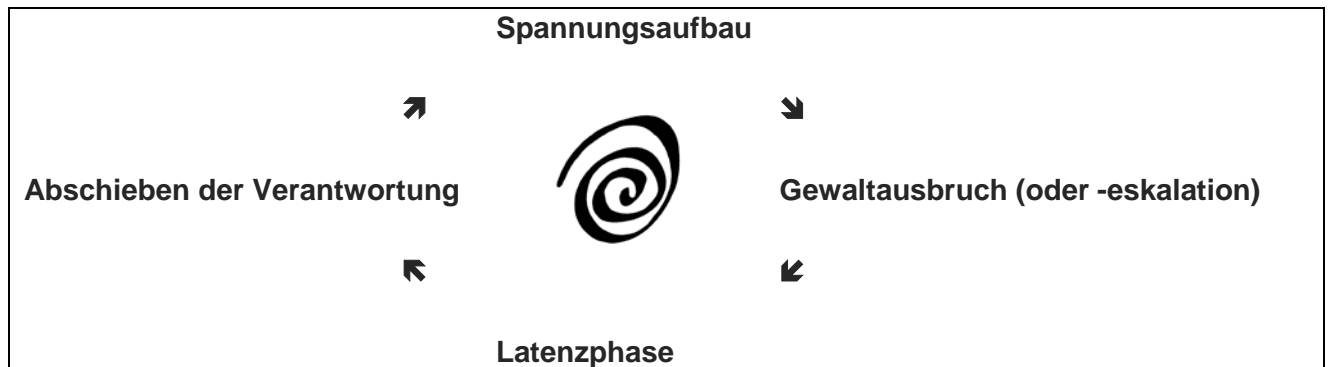 Spannungsaufbau
Abschieben der Verantwortung
Gewaltausbruch (oder -eskalation)
Latenzphase